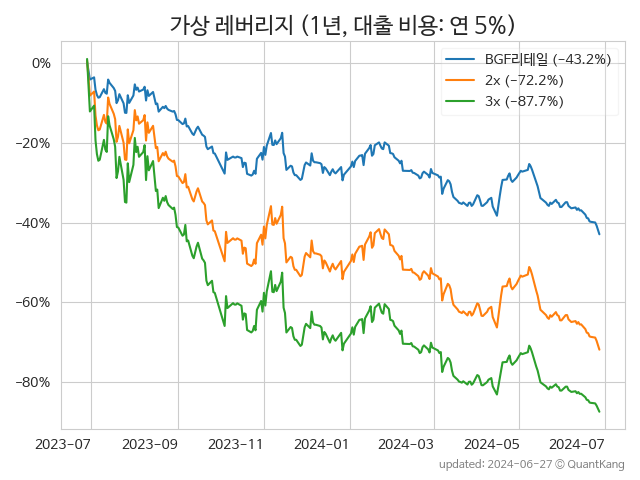 가상 레버리지 (1년, 대출 비용: 연 5%)
BGF리테일 (−43.2%)
2x (−72.2%)
3x (−87.7%)
0%
−20%
−40%
−60%
−80%
2023-07 2023-09 2023-11 2024-01 2024-03 2024-05 2024-07
updated: 2024-06-27 © QuantKang